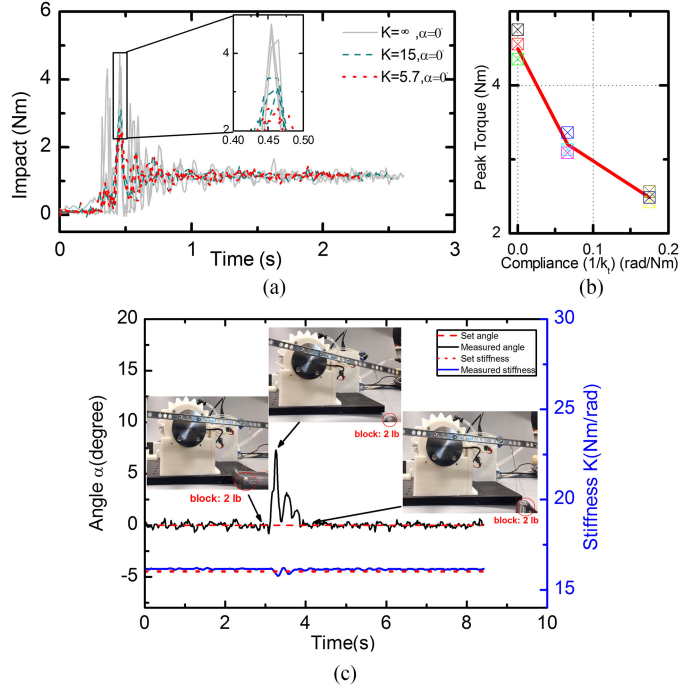 (a)
6
4
2
0
Impact (Nm)
0 1 2 3
Time (s)
K=∞ ,α=0°
K=15,α=0°
K=5.7,α=0°
4
2
0.40 0.45 0.50
(b)
Peak Torque (Nm)
4
2
0.0 0.1 0.2
Compliance (1/kt) (rad/Nm)
(c)
Angle α(degree)
20
15
10
5
0
-5
0 2 4 6 8 10
Time(s)
30
25
20
15
Stiffness K(Nm/rad)
Set angle
Measured angle
Set stiffness
Measured stiffness
block: 2 lb
block: 2 lb
block: 2 lb